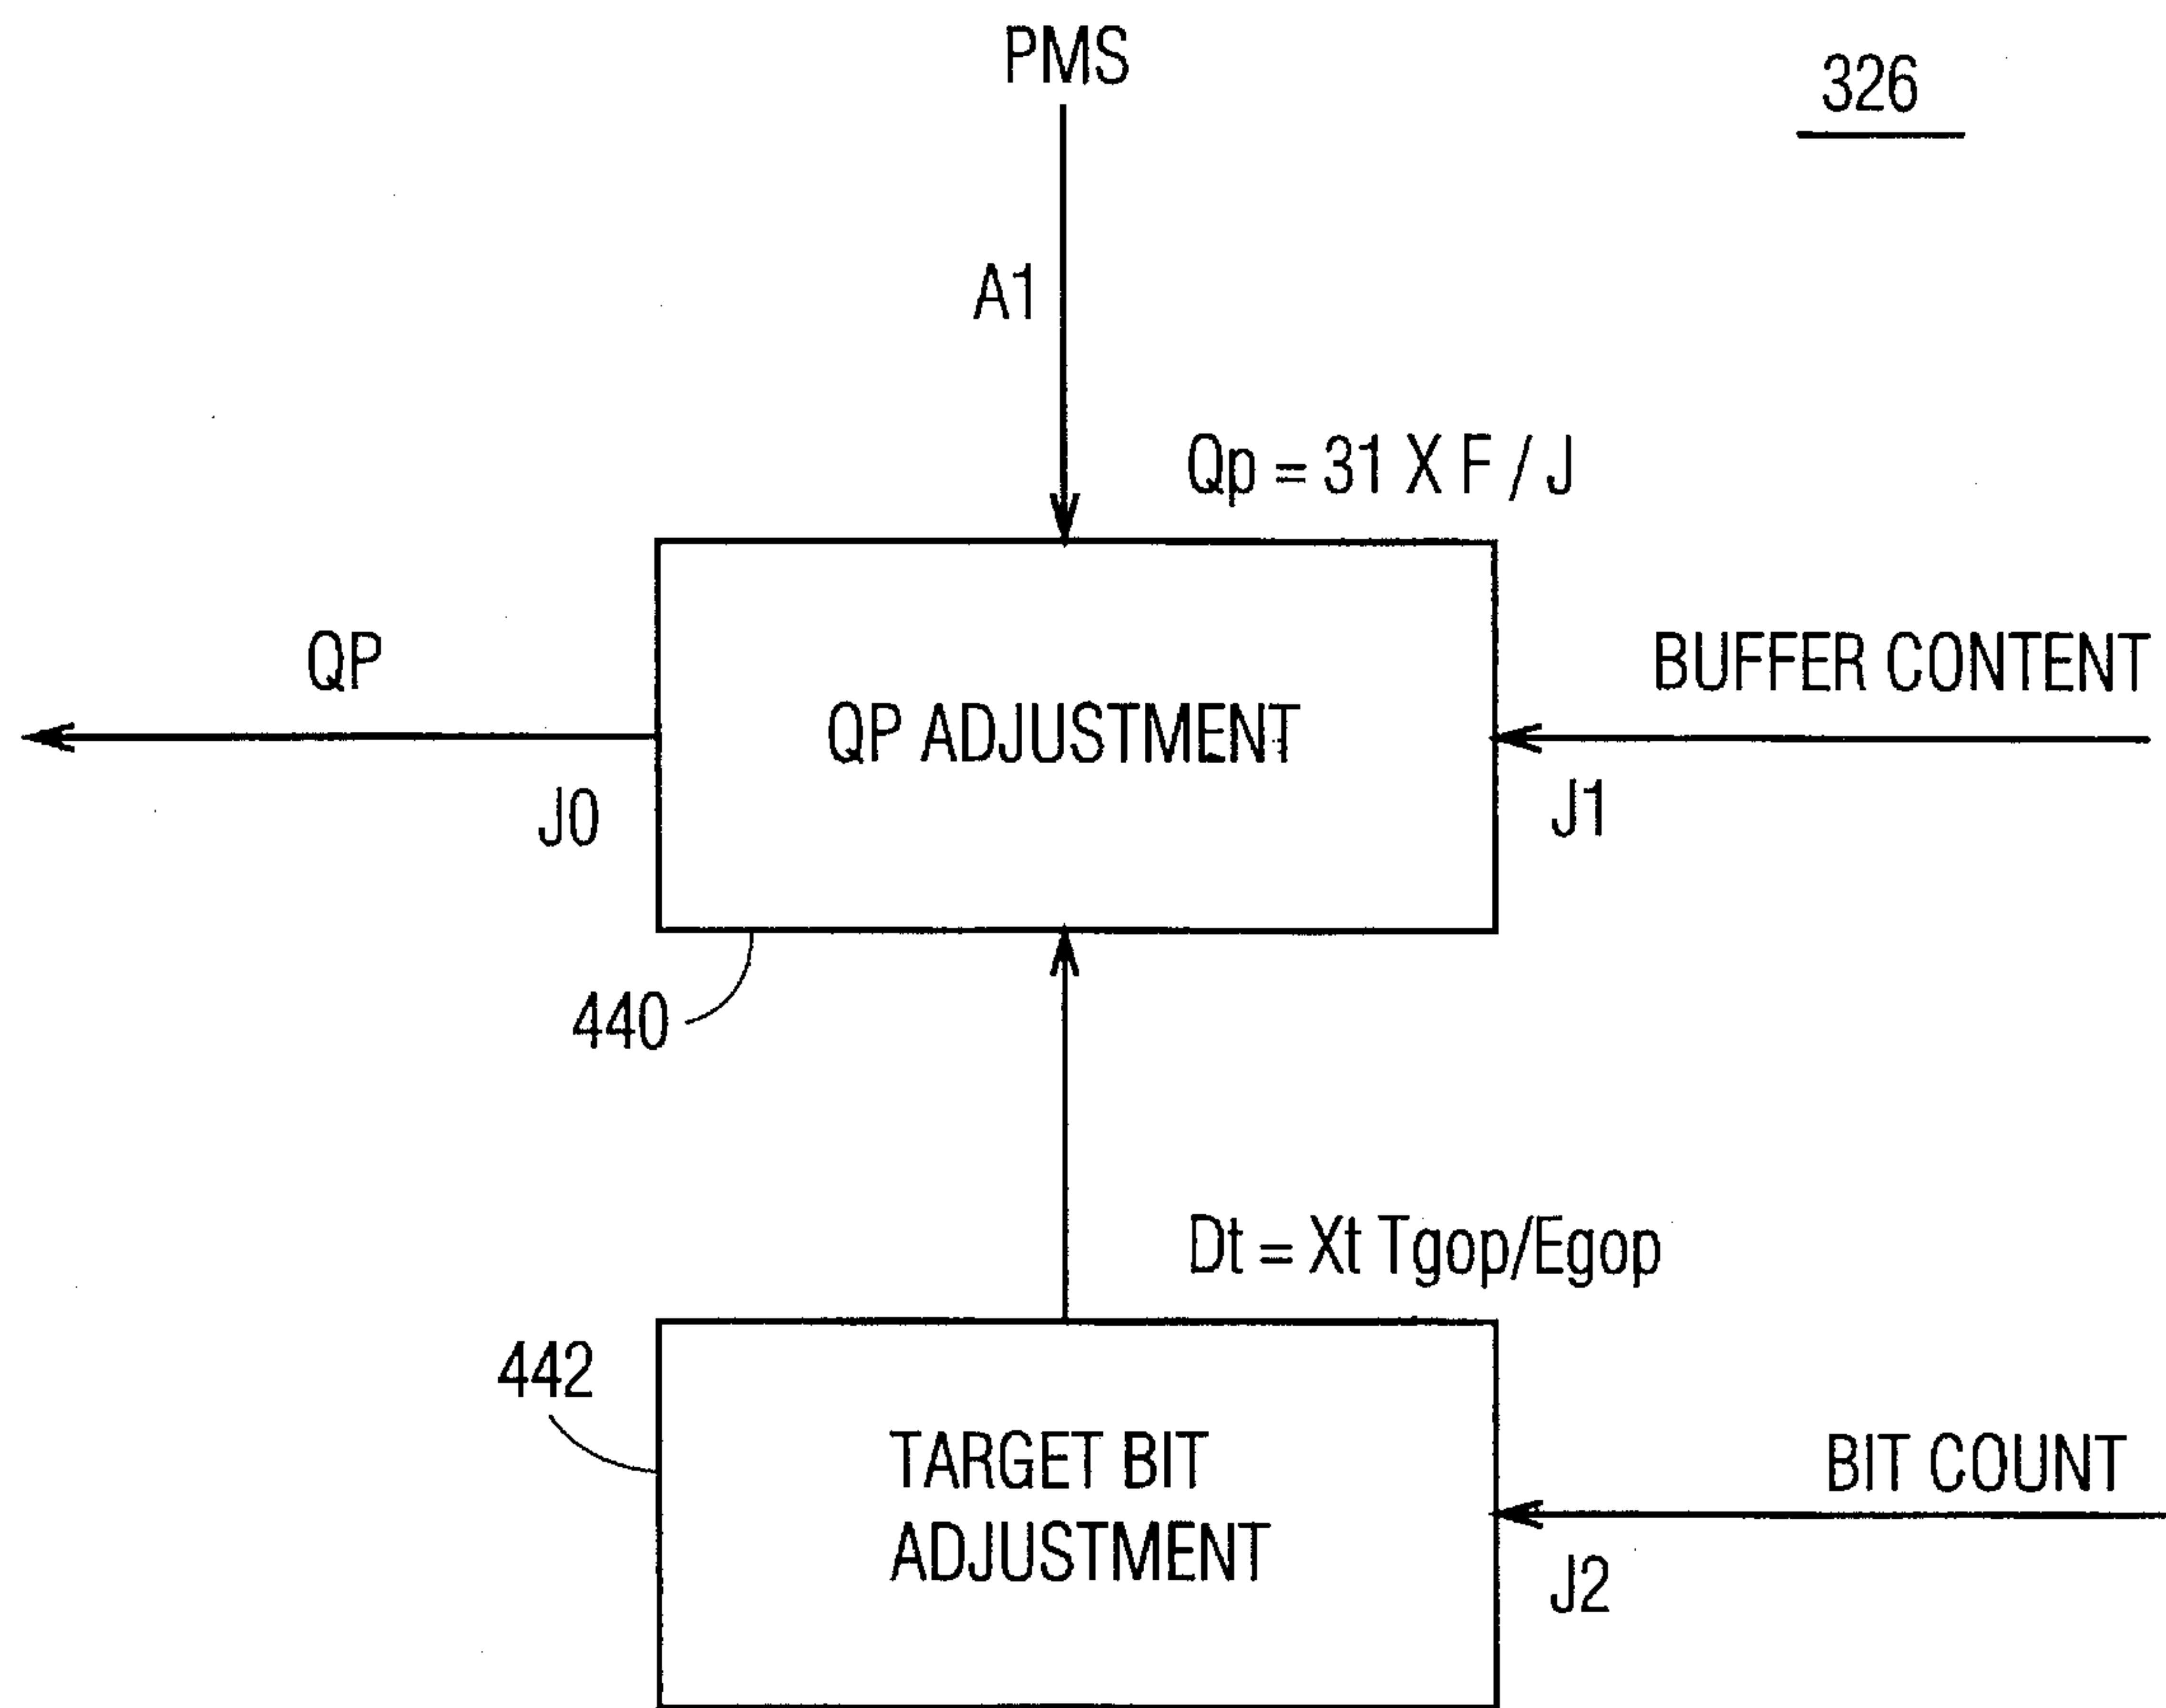 PMS
326
A1
Qp = 31 X F / J
QP
BUFFER CONTENT
QP ADJUSTMENT
J0
J1
440
Dt = Xt Tgop/Egop
442
TARGET BIT
ADJUSTMENT
BIT COUNT
J2